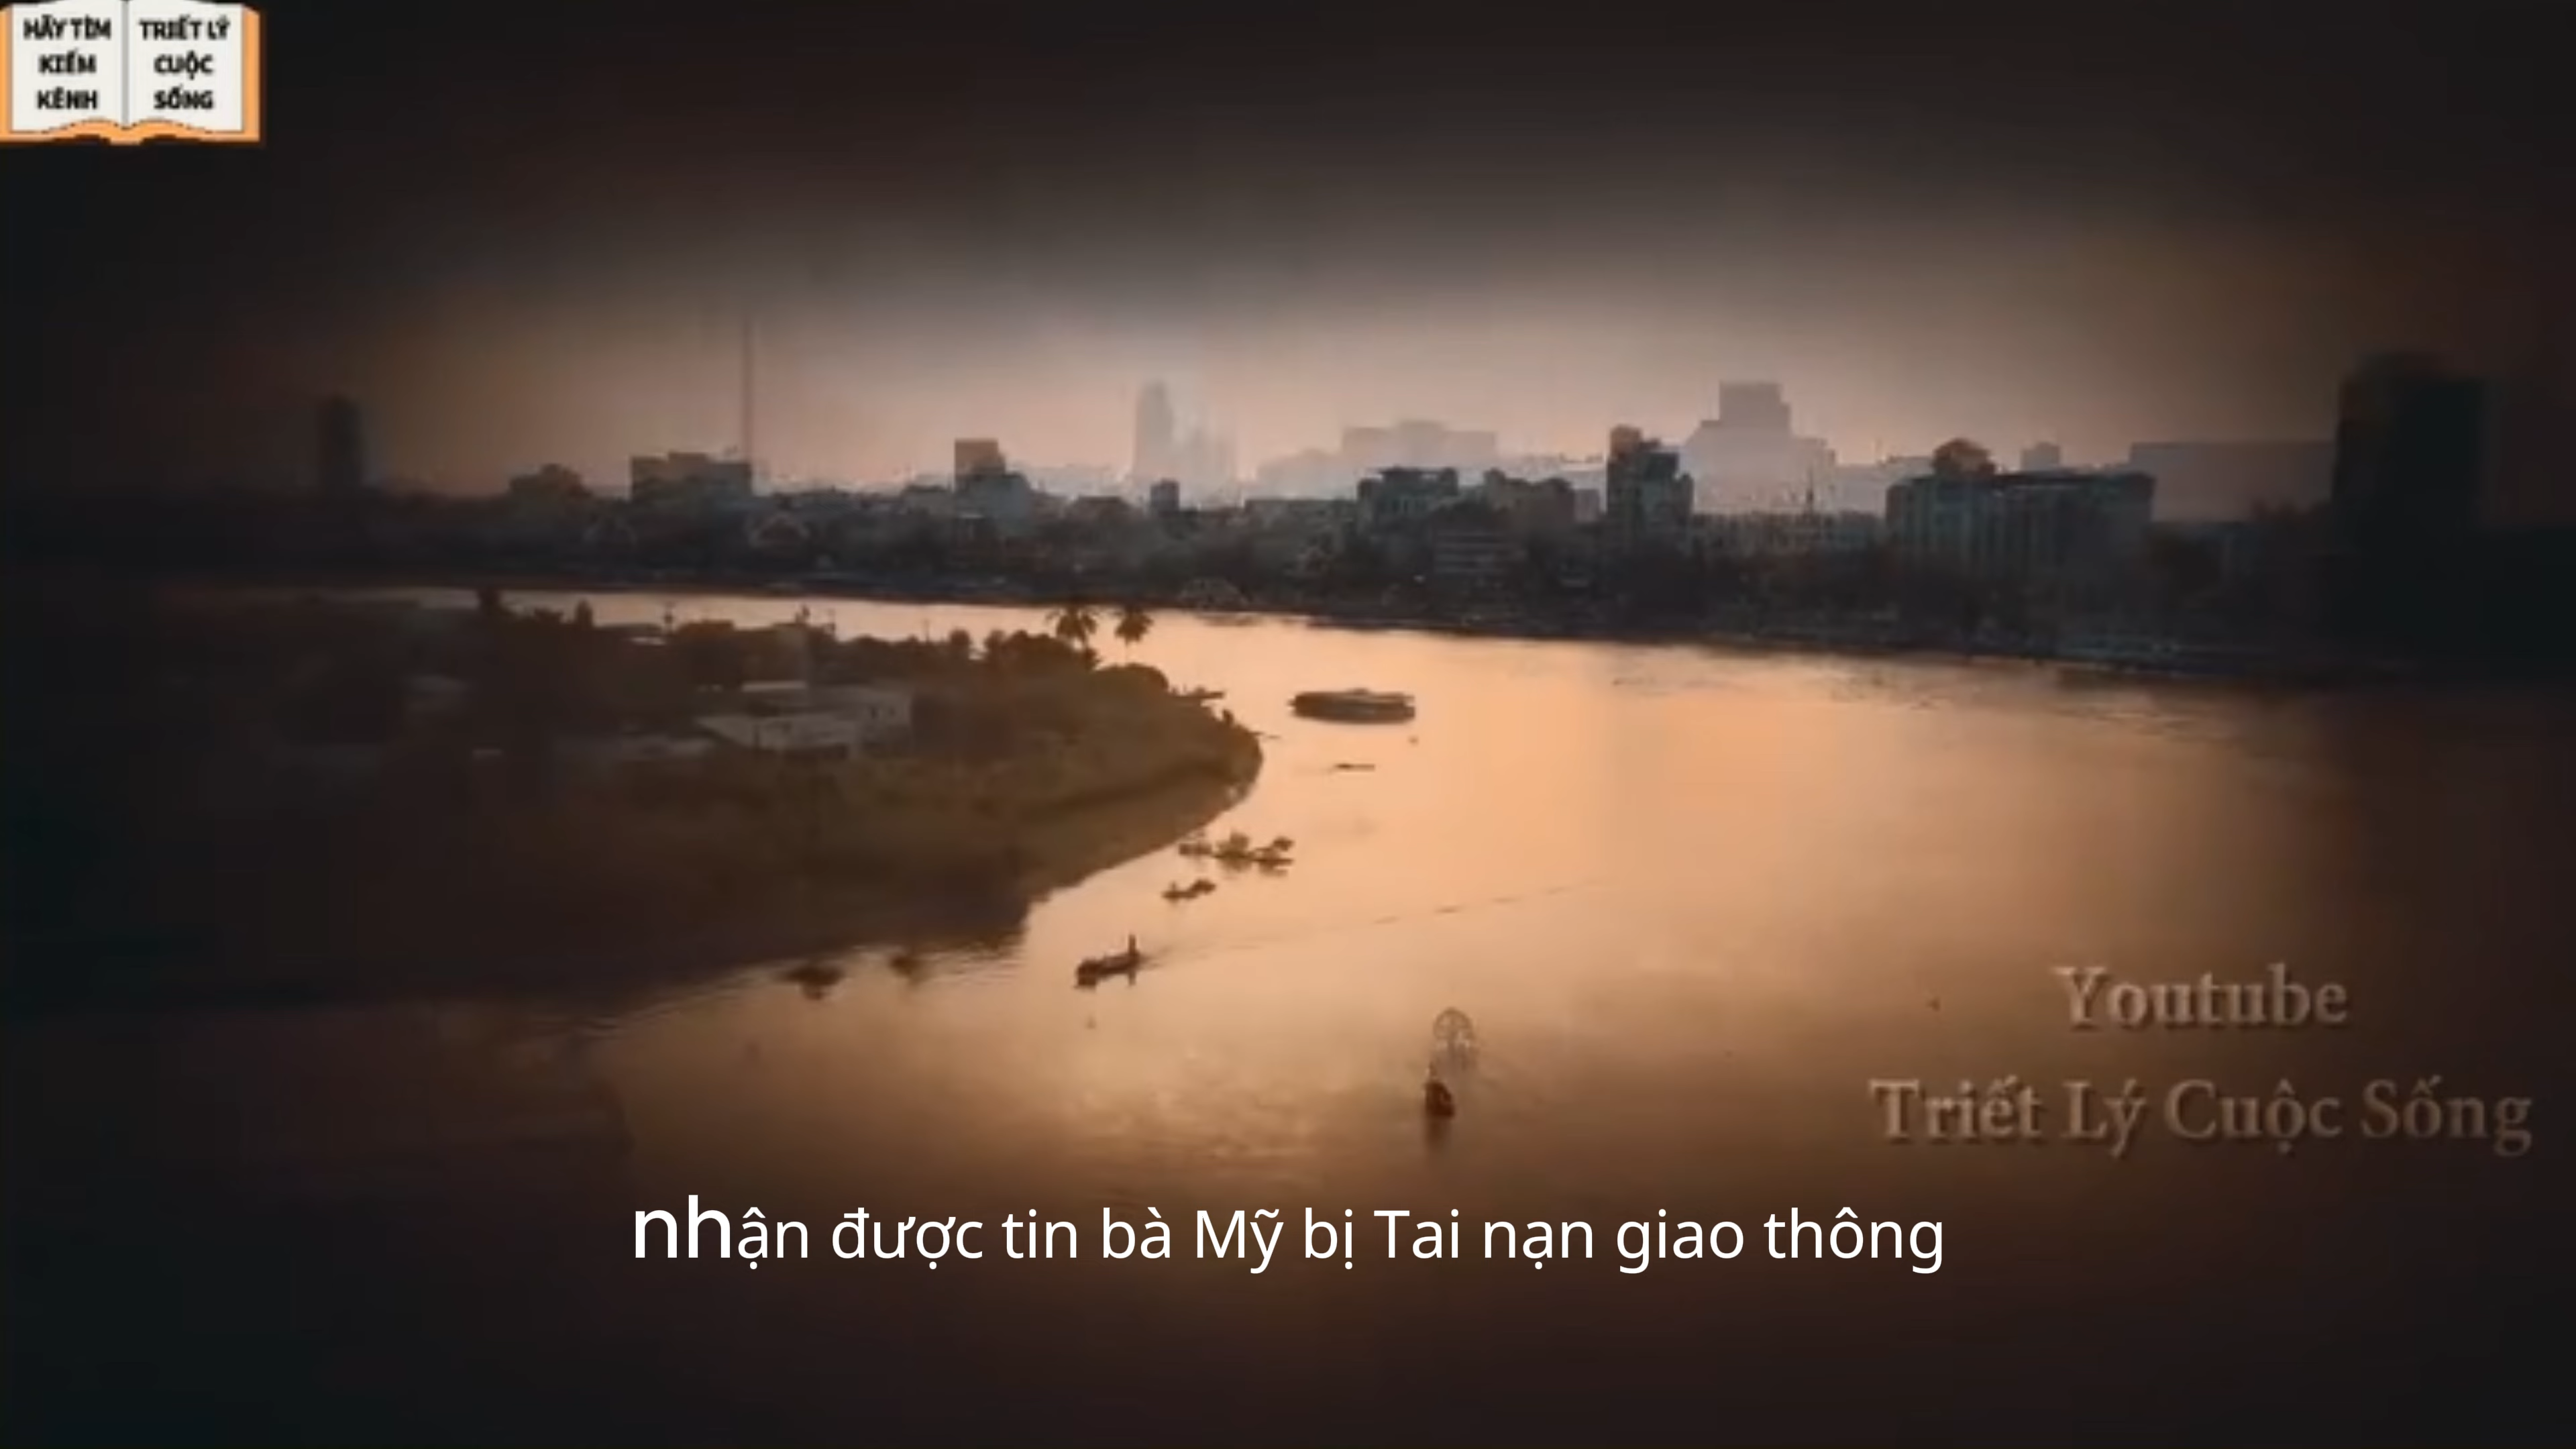 HÃY TÌM
KIẾM
KÊNH
TRIẾT LÝ
CUỘC
SỐNG
Youtube
Triết Lý Cuộc Sống
nhận được tin bà Mỹ bị Tai nạn giao thông